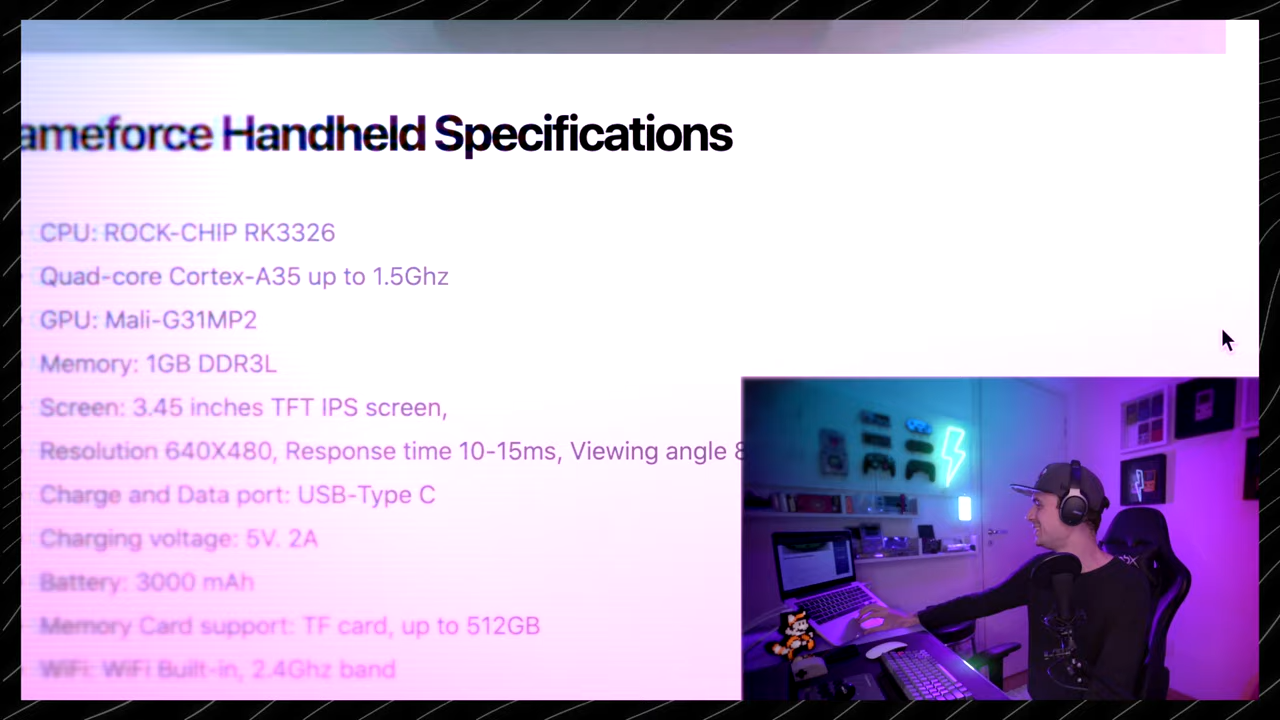 ameforce Handheld Specifications
CPU: ROCK-CHIP RK3326
Quad-core Cortex-A35 up to 1.5Ghz
GPU: Mali-G31MP2
Memory: 1GB DDR3L
Screen: 3.45 inches TFT IPS screen,
Resolution 640X480, Response time 10-15ms, Viewing angle
Charge and Data port: USB-Type C
Charging voltage: 5V. 2A
Battery: 3000 mAh
Memory Card support: TF card, up to 512GB
WiFi: WiFi Built-in, 2.4Ghz band